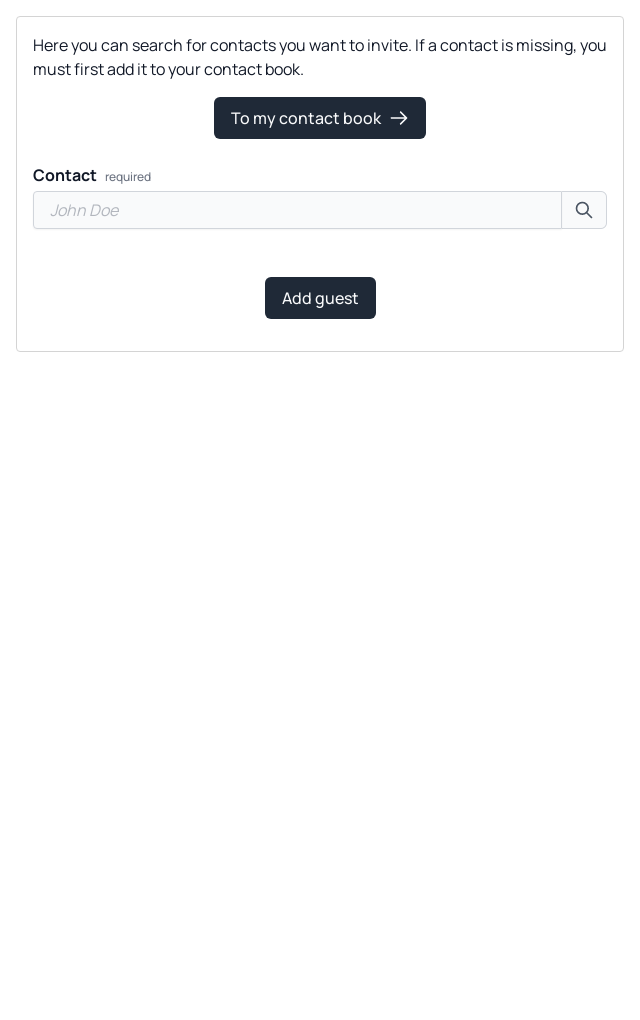 Here you can search for contacts you want to invite. If a contact is missing, you
must first add it to your contact book.
To my contact book
Contact required
John Doe
Add guest